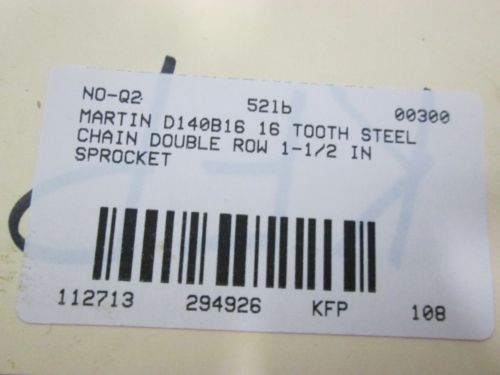 NO-Q2 52lb 00300
MARTIN D140B16 16 TOOTH STEEL
CHAIN DOUBLE ROW 1-1/2 IN
SPROCKET
112713 294926 KFP 108